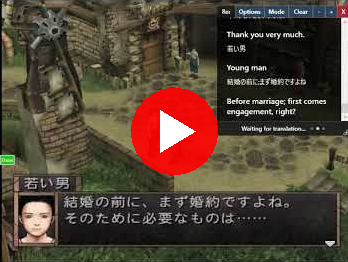 Re: Options Mode Clear - + X
Thank you very much.
若い男
Young man
結婚の前にまず婚約ですよね
Before marriage; first comes
engagement, right?
Waiting for translation...
Show
若い男
結婚の前に、まず婚約ですよね。
そのために必要なものは……